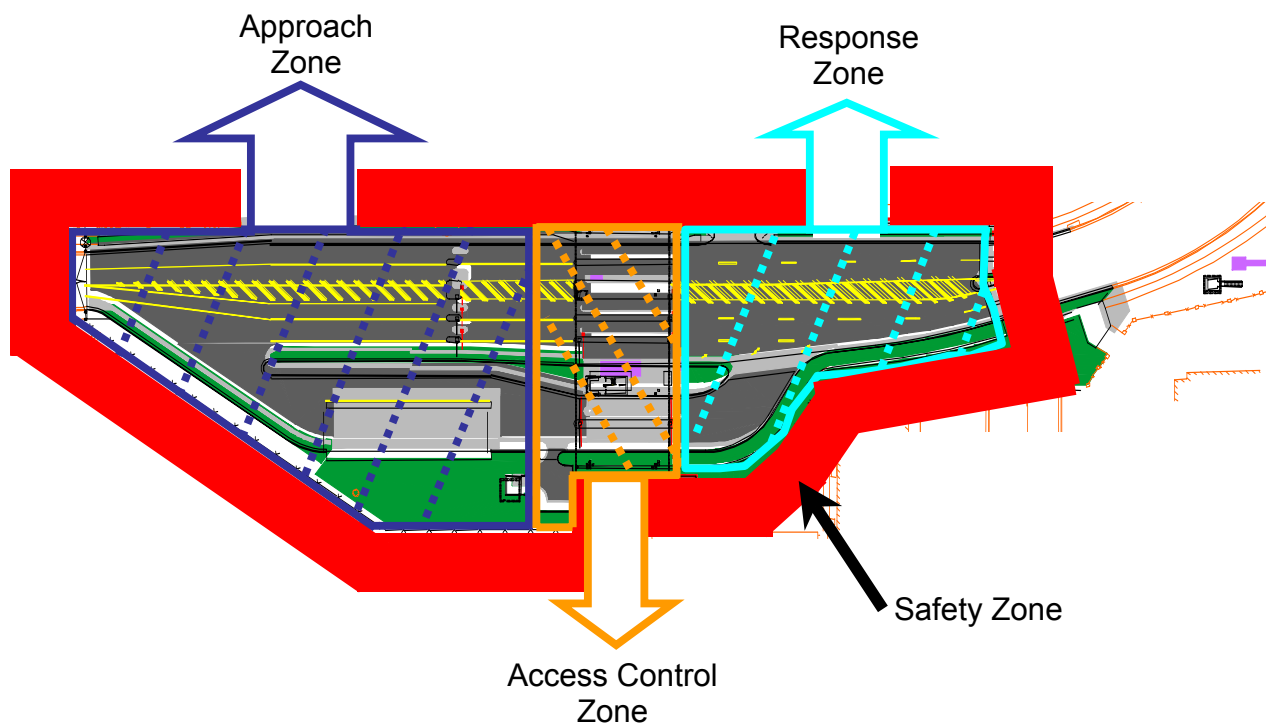 Approach
Zone
Response
Zone
Safety Zone
Access Control
Zone